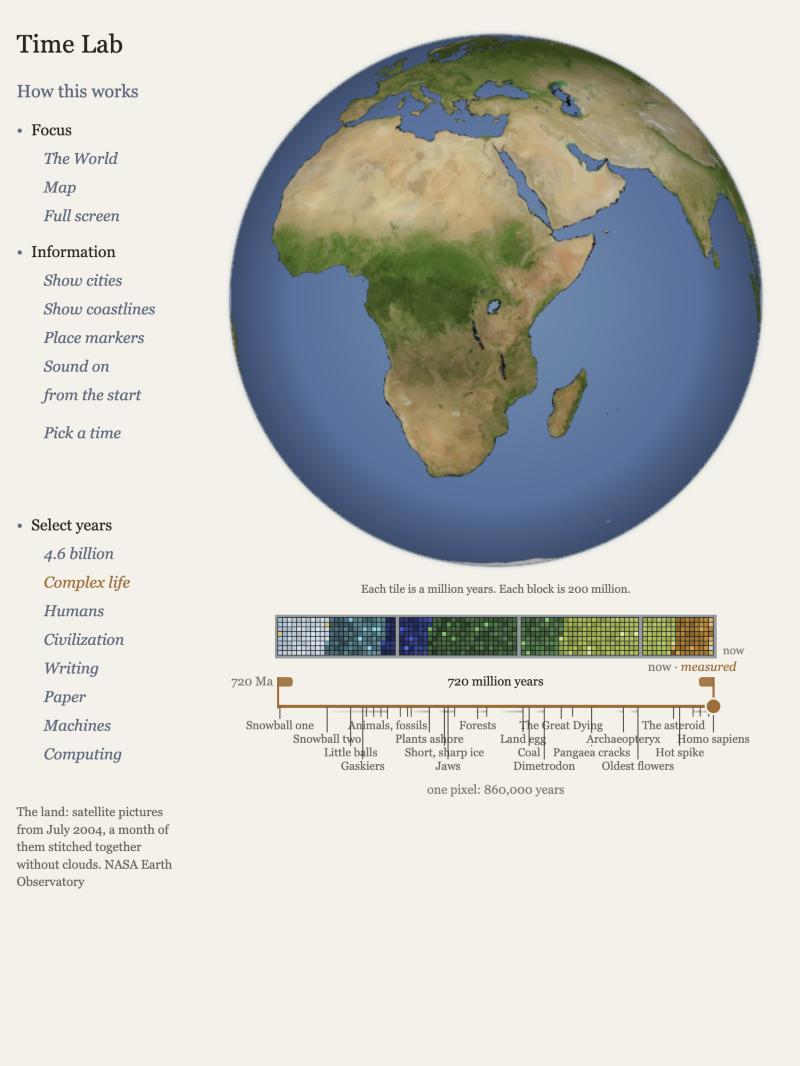 Time Lab
How this works
• Focus
The World
Map
Full screen
• Information
Show cities
Show coastlines
Place markers
Sound on
from the start
Pick a time
• Select years
4.6 billion
Complex life
Humans
Civilization
Writing
Paper
Machines
Computing
The land: satellite pictures
from July 2004, a month of
them stitched together
without clouds. NASA Earth
Observatory
Each tile is a million years. Each block is 200 million.
now
now · measured
720 Ma 720 million years
Snowball one Animals, fossils Forests The Great Dying The asteroid
Snowball two Plants ashore Land egg Archaeopteryx Homo sapiens
Little balls Short, sharp ice Coal Pangaea cracks Hot spike
Gaskiers Jaws Dimetrodon Oldest flowers
one pixel: 860,000 years